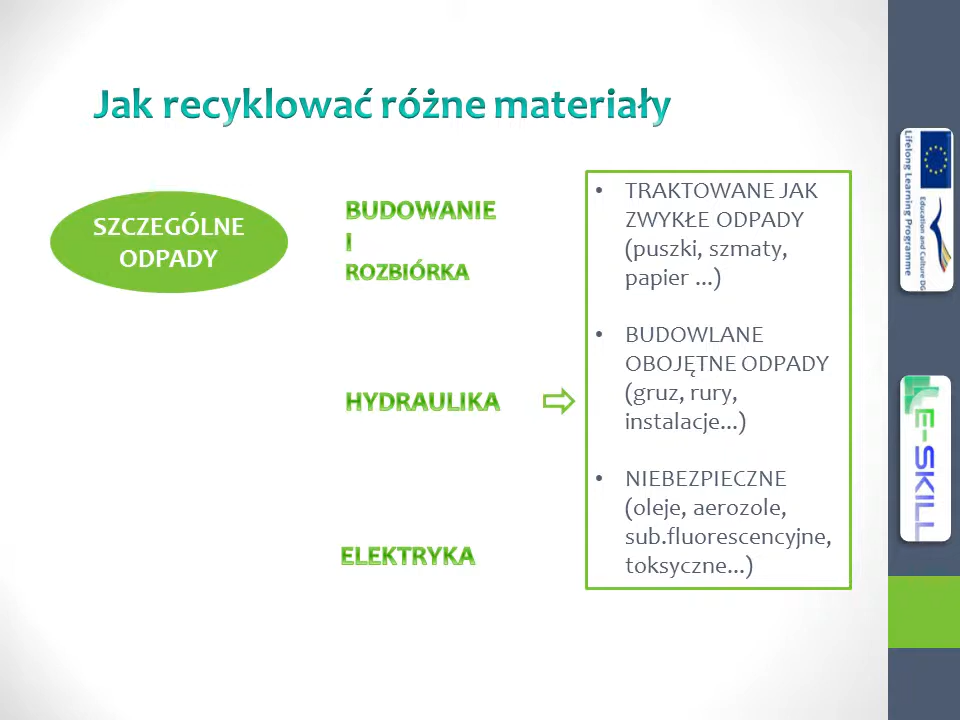 Jak recyklować różne materiały
SZCZEGÓLNE
ODPADY
BUDOWANIE
I
ROZBIÓRKA
HYDRAULIKA
ELEKTRYKA
• TRAKTOWANE JAK
ZWYKŁE ODPADY
(puszki, szmaty,
papier ...)
• BUDOWLANE
OBOJĘTNE ODPADY
(gruz, rury,
instalacje...)
• NIEBEZPIECZNE
(oleje, aerozole,
sub.fluorescencyjne,
toksyczne...)
Education and Culture DG
Lifelong Learning Programme
E-SKILL